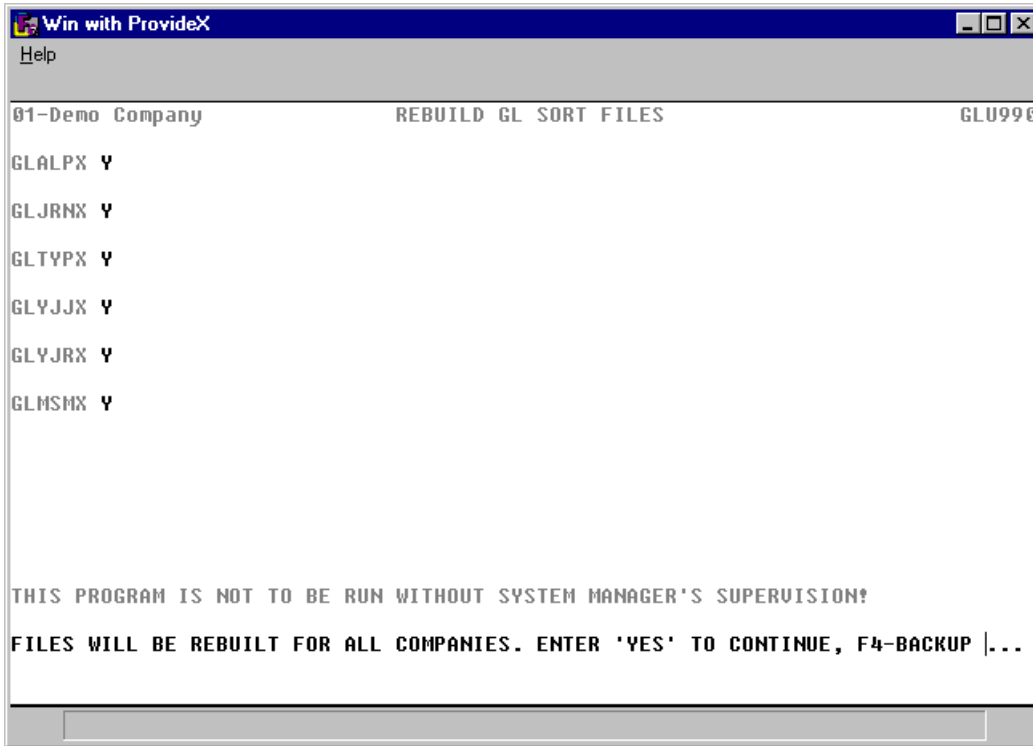 Win with ProvideX
Help
01-Demo Company REBUILD GL SORT FILES GLU990
GLALPX Y
GLJRNX Y
GLTYPX Y
GLYJJX Y
GLYJRX Y
GLMSMX Y
THIS PROGRAM IS NOT TO BE RUN WITHOUT SYSTEM MANAGER'S SUPERVISION!
FILES WILL BE REBUILT FOR ALL COMPANIES. ENTER 'YES' TO CONTINUE, F4-BACKUP ...